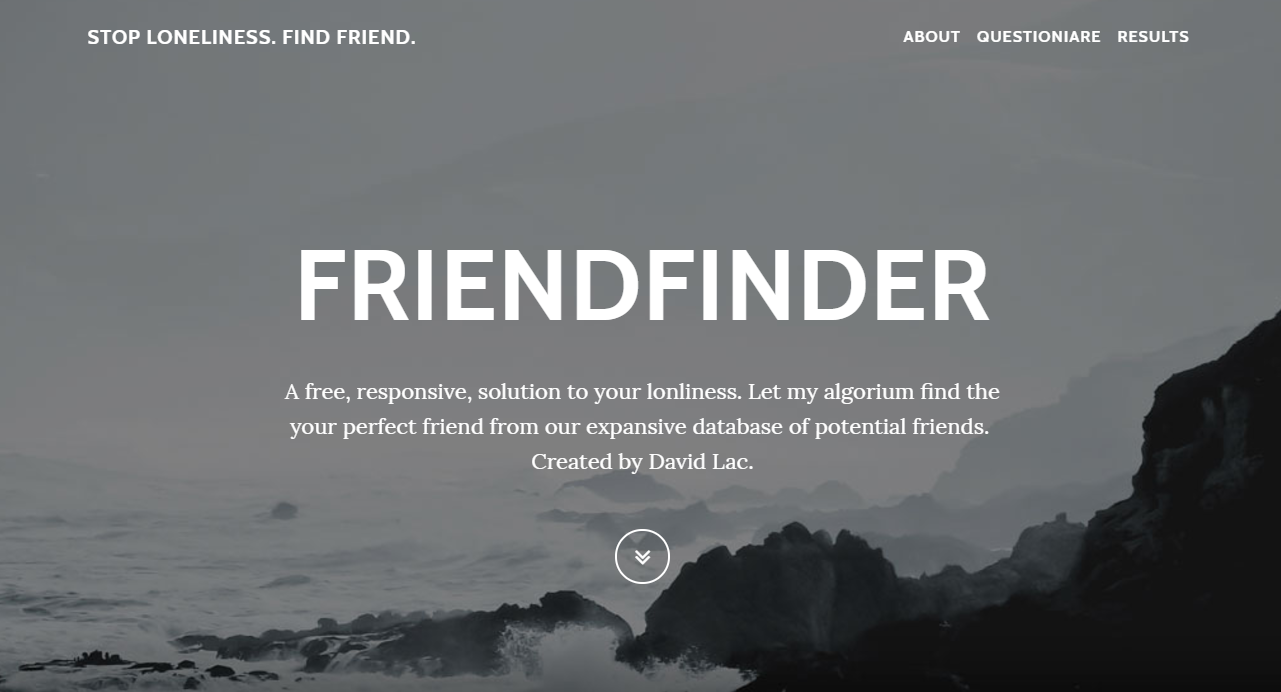 STOP LONELINESS. FIND FRIEND.
ABOUT QUESTIONIARE RESULTS
FRIENDFINDER
A free, responsive, solution to your lonliness. Let my algorium find the
your perfect friend from our expansive database of potential friends.
Created by David Lac.